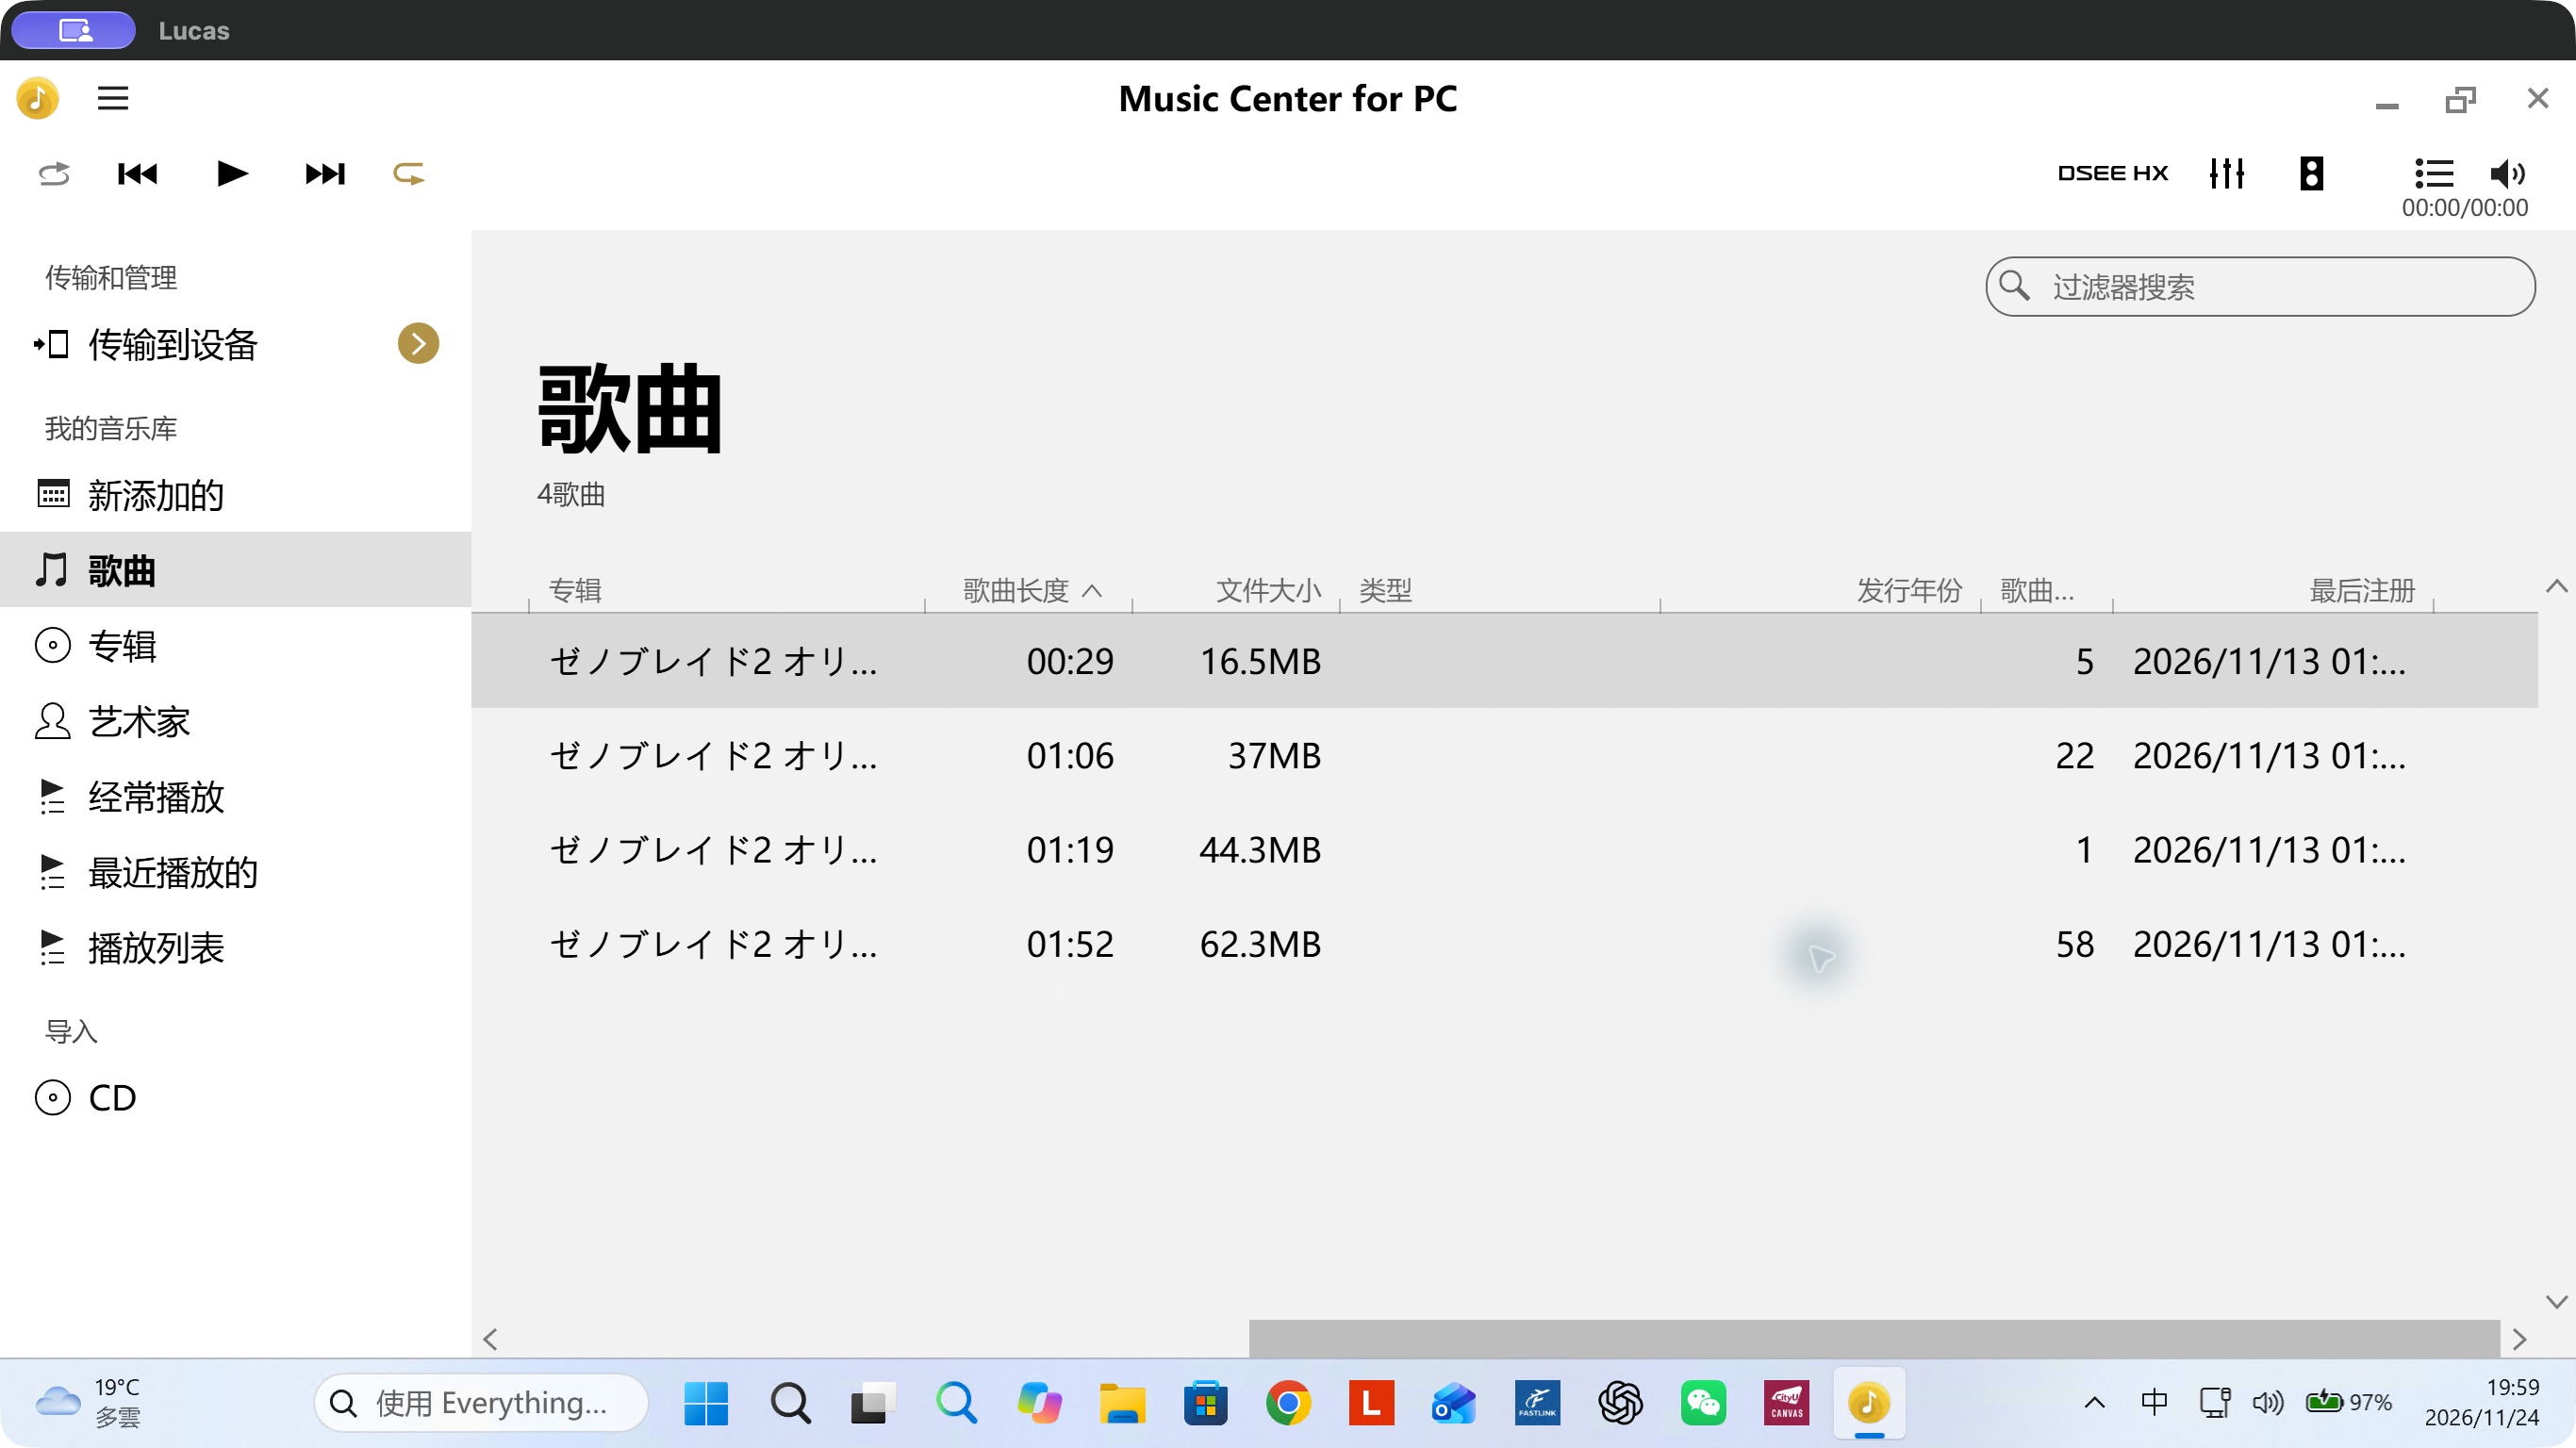 Lucas
Music Center for PC
DSEE HX
00:00/00:00
传输和管理
传输到设备
我的音乐库
新添加的
歌曲
专辑
艺术家
经常播放
最近播放的
播放列表
导入
CD
过滤器搜索
歌曲
4歌曲
专辑 歌曲长度 文件大小 类型 发行年份 歌曲... 最后注册
ゼノブレイド2 オリ... 00:29 16.5MB 5 2026/11/13 01:...
ゼノブレイド2 オリ... 01:06 37MB 22 2026/11/13 01:...
ゼノブレイド2 オリ... 01:19 44.3MB 1 2026/11/13 01:...
ゼノブレイド2 オリ... 01:52 62.3MB 58 2026/11/13 01:...
19°C
多雲
使用 Everything...
L
FASTLINK
CityU
CANVAS
中
97%
19:59
2026/11/24